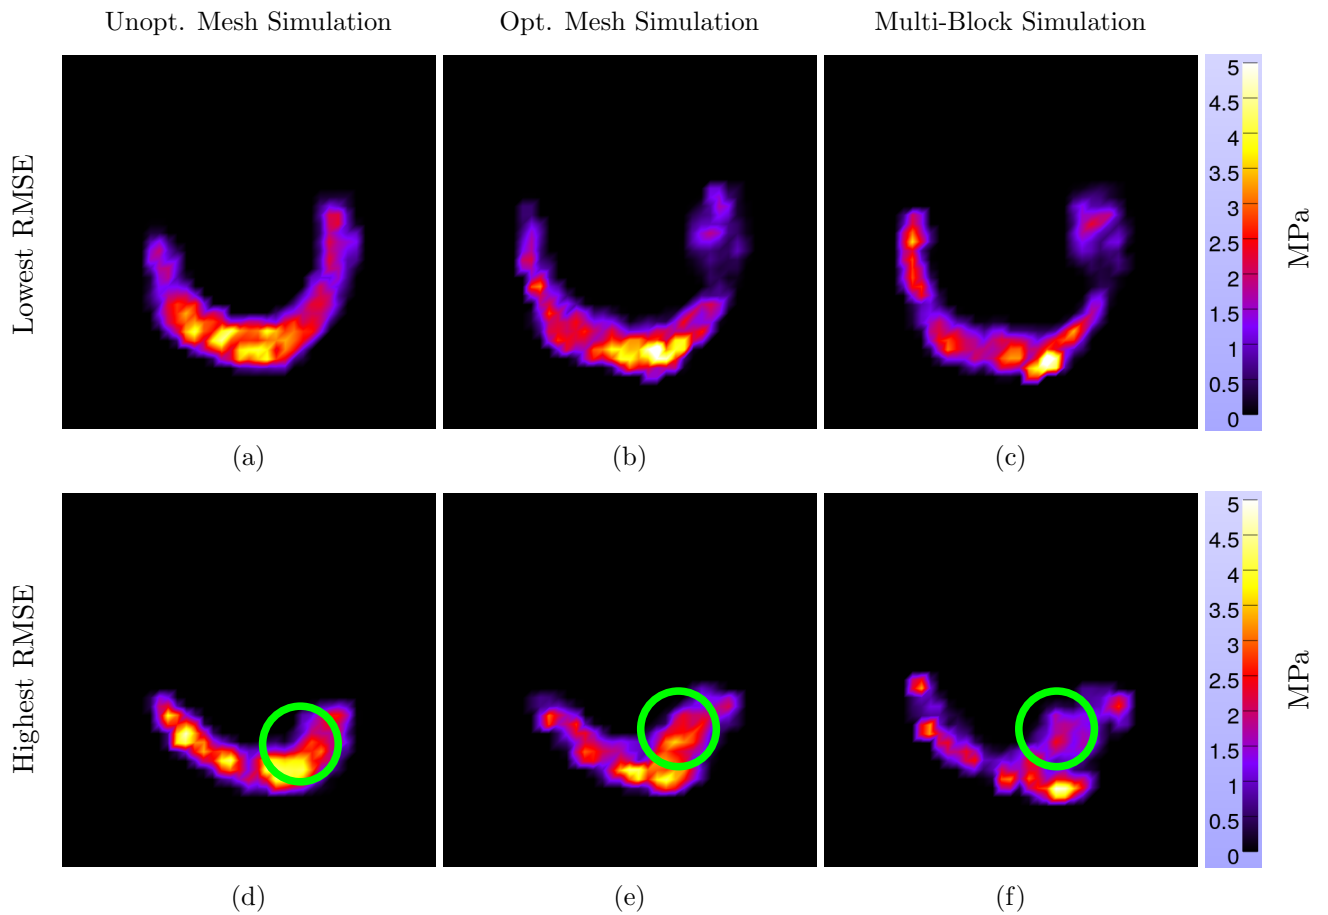 Unopt. Mesh Simulation
Opt. Mesh Simulation
Multi-Block Simulation
Lowest RMSE
5
4.5
4
3.5
3
2.5
2
1.5
1
0.5
0
MPa
(a)
(b)
(c)
Highest RMSE
5
4.5
4
3.5
3
2.5
2
1.5
1
0.5
0
MPa
(d)
(e)
(f)